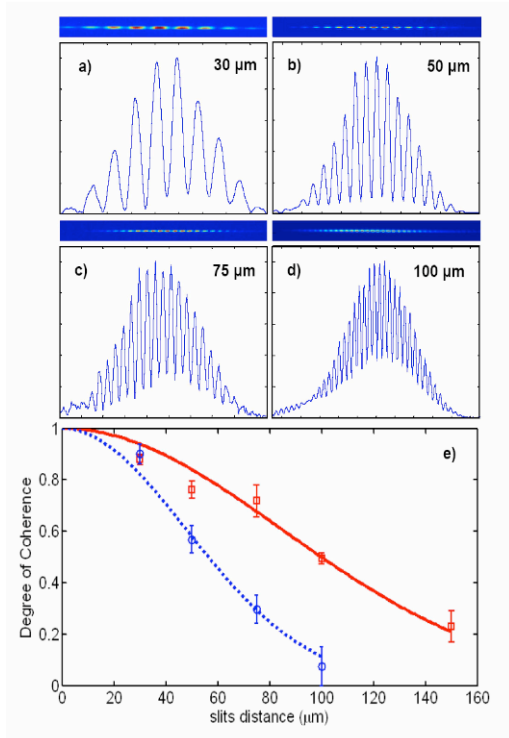 a) 30 µm
b) 50 µm
c) 75 µm
d) 100 µm
e)
1
0.8
0.6
0.4
0.2
0
Degree of Coherence
0 20 40 60 80 100 120 140 160
slits distance (µm)